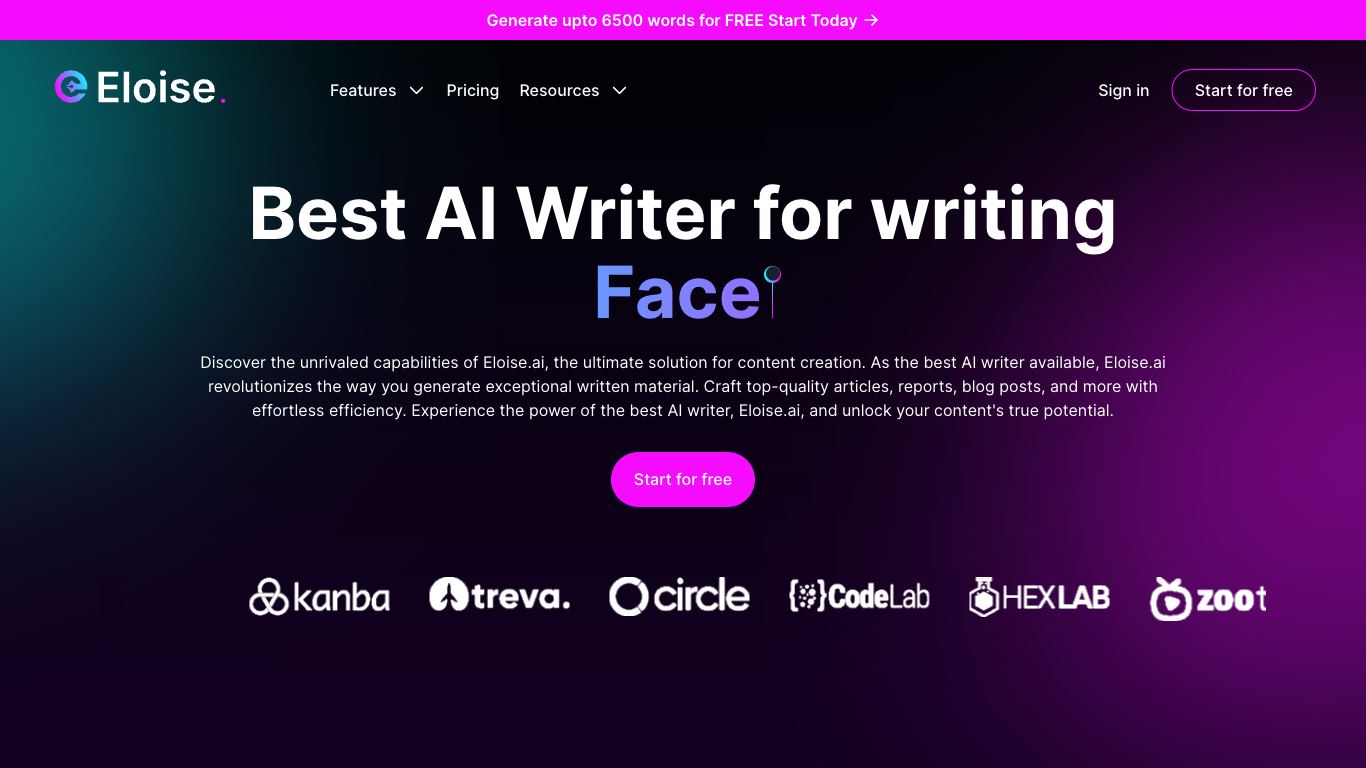 Generate upto 6500 words for FREE Start Today →
Eloise.
Features
Pricing
Resources
Sign in
Start for free
Best AI Writer for writing
Face
Discover the unrivaled capabilities of Eloise.ai, the ultimate solution for content creation. As the best AI writer available, Eloise.ai
revolutionizes the way you generate exceptional written material. Craft top-quality articles, reports, blog posts, and more with
effortless efficiency. Experience the power of the best AI writer, Eloise.ai, and unlock your content's true potential.
Start for free
kanba
treva.
circle
{CodeLab
HEXLAB
zoot